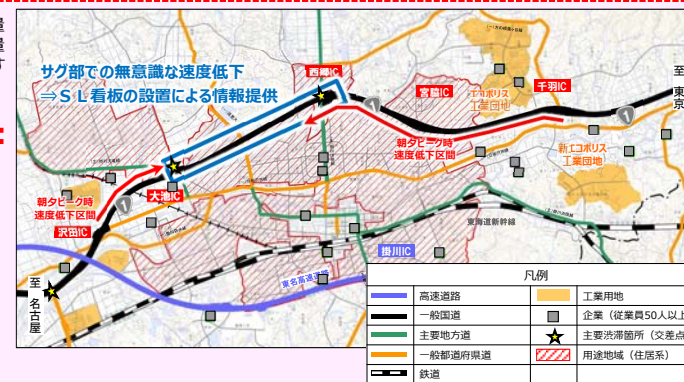 量
量
す
サグ部での無意識な速度低下
⇒ＳＬ看板の設置による情報提供
西郷IC
宮脇IC
エコポリス
工業団地
千羽IC
至
東京
1
1
朝夕ピーク時
速度低下区間
新エコポリス
工業団地
朝夕ピーク時
速度低下区間
大池IC
沢田IC
1
東海道新幹線
掛川IC
東名高速道路
至
名古屋
凡例
高速道路
工業用地
一般国道
企業（従業員50人以上
主要地方道
主要渋滞箇所（交差点
一般都道府県道
用途地域（住居系）
鉄道